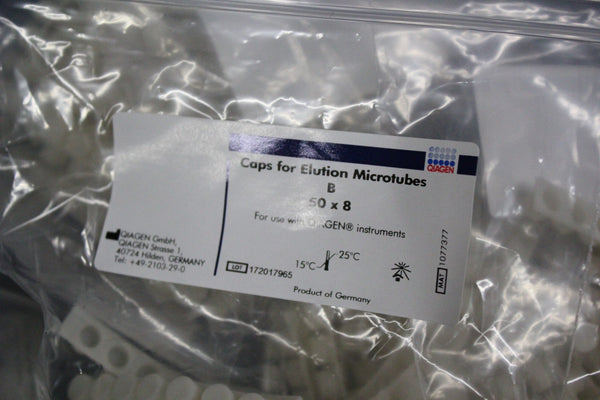 QIAGEN
Caps for Elution Microtubes
B
50 x 8
For use with QIAGEN® instruments
25°C
15°C
LOT 172017965
Product of Germany
MAT 1077377
QIAGEN GmbH,
QIAGEN Strasse 1,
40724 Hilden, GERMANY
Tel: +49-2103-29-0